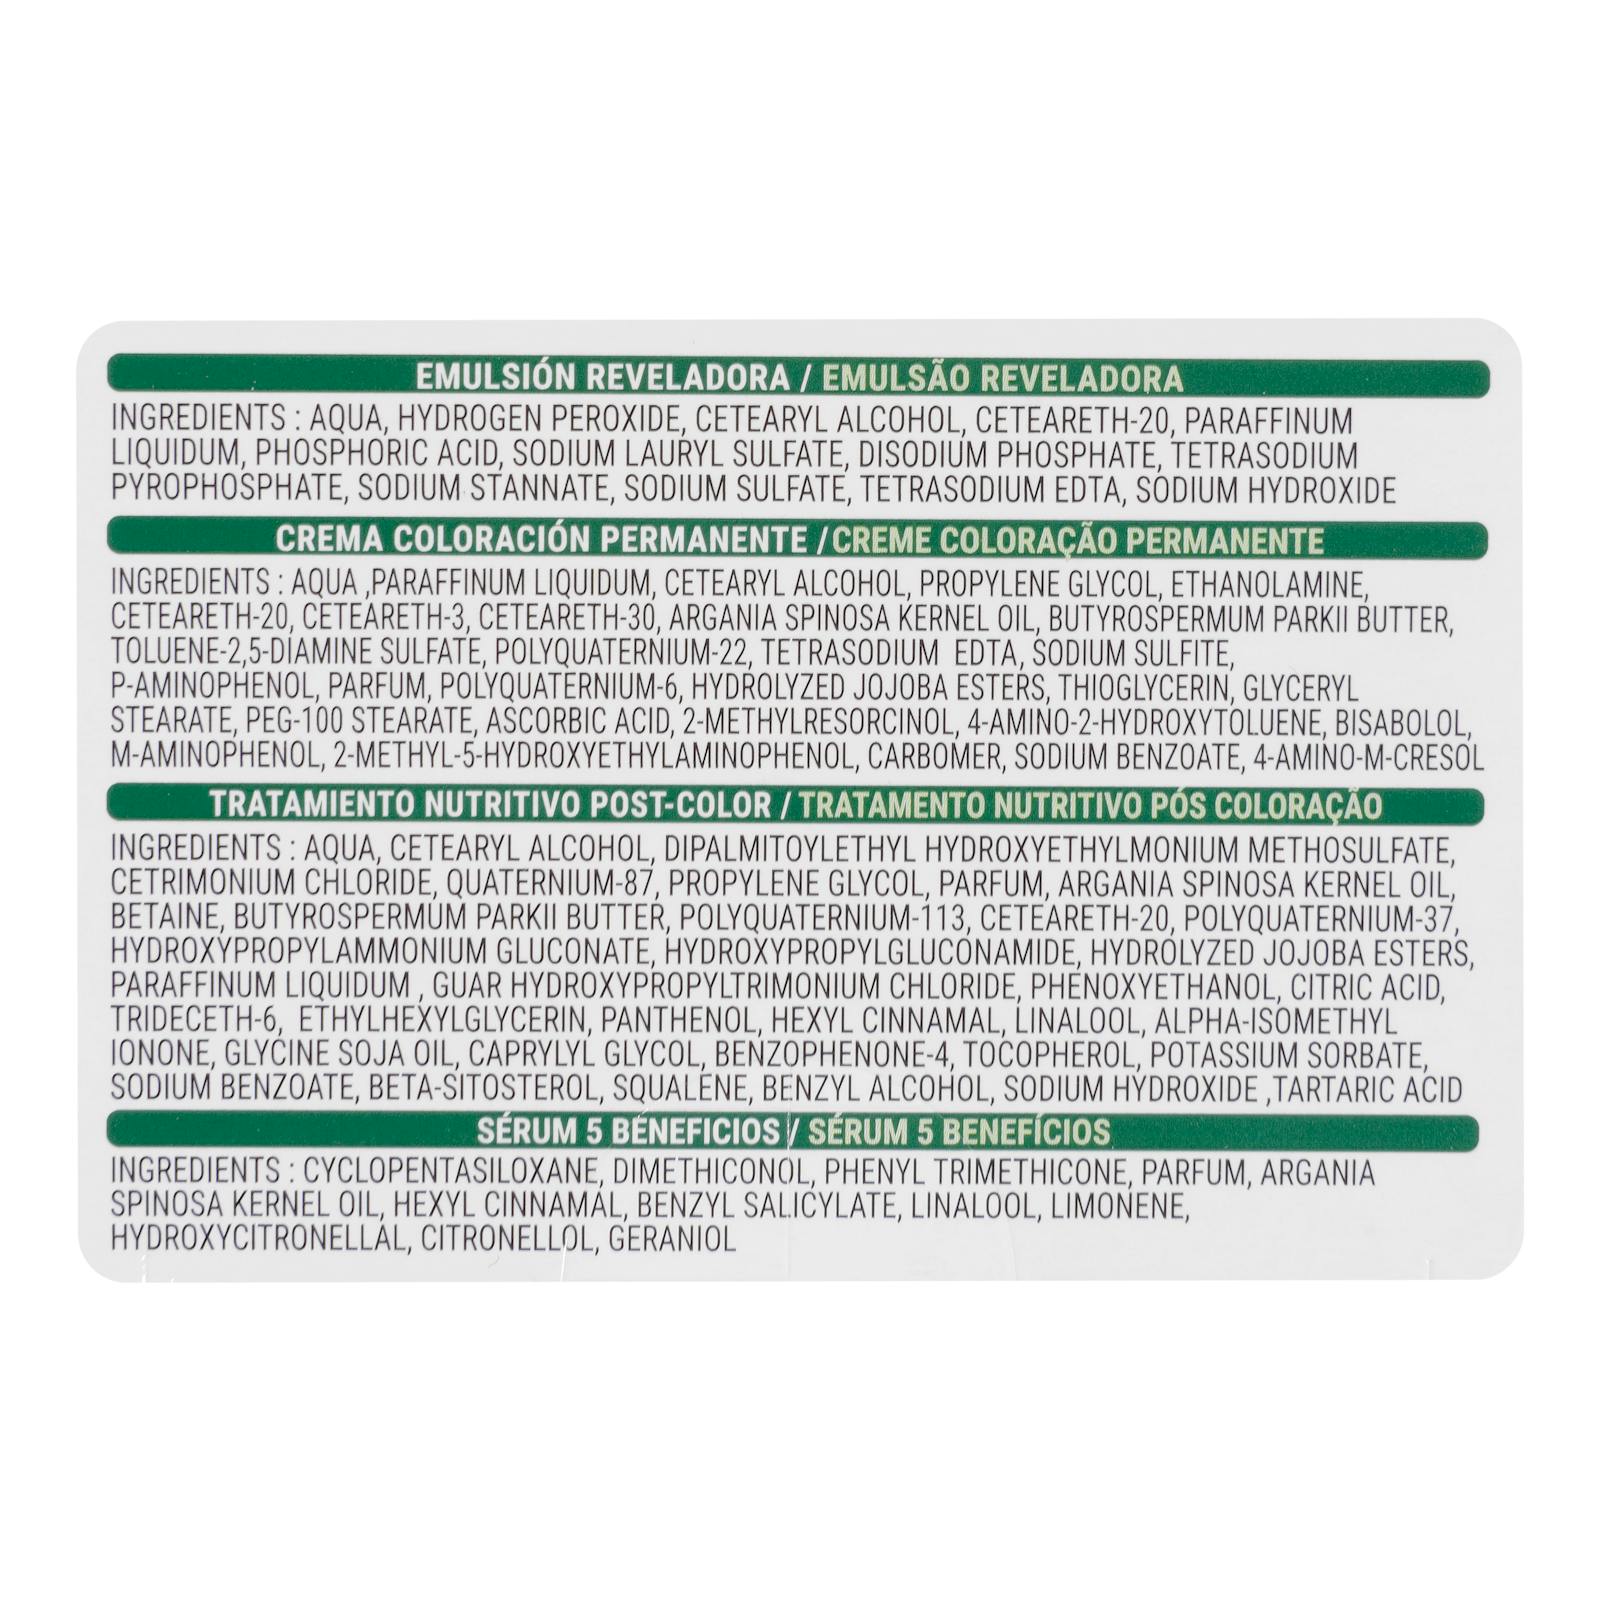 EMULSIÓN REVELADORA / EMULSÃO REVELADORA
INGREDIENTS : AQUA, HYDROGEN PEROXIDE, CETEARYL ALCOHOL, CETEARETH-20, PARAFFINUM
LIQUIDUM, PHOSPHORIC ACID, SODIUM LAURYL SULFATE, DISODIUM PHOSPHATE, TETRASODIUM
PYROPHOSPHATE, SODIUM STANNATE, SODIUM SULFATE, TETRASODIUM EDTA, SODIUM HYDROXIDE
CREMA COLORACIÓN PERMANENTE /CREME COLORAÇÃO PERMANENTE
INGREDIENTS : AQUA ,PARAFFINUM LIQUIDUM, CETEARYL ALCOHOL, PROPYLENE GLYCOL, ETHANOLAMINE,
CETEARETH-20, CETEARETH-3, CETEARETH-30, ARGANIA SPINOSA KERNEL OIL, BUTYROSPERMUM PARKII BUTTER,
TOLUENE-2,5-DIAMINE SULFATE, POLYQUATERNIUM-22, TETRASODIUM EDTA, SODIUM SULFITE,
P-AMINOPHENOL, PARFUM, POLYQUATERNIUM-6, HYDROLYZED JOJOBA ESTERS, THIOGLYCERIN, GLYCERYL
STEARATE, PEG-100 STEARATE, ASCORBIC ACID, 2-METHYLRESORCINOL, 4-AMINO-2-HYDROXYTOLUENE, BISABOLOL,
M-AMINOPHENOL, 2-METHYL-5-HYDROXYETHYLAMINOPHENOL, CARBOMER, SODIUM BENZOATE, 4-AMINO-M-CRESOL
TRATAMIENTO NUTRITIVO POST-COLOR / TRATAMENTO NUTRITIVO PÓS COLORAÇÃO
INGREDIENTS : AQUA, CETEARYL ALCOHOL, DIPALMITOYLETHYL HYDROXYETHYLMONIUM METHOSULFATE,
CETRIMONIUM CHLORIDE, QUATERNIUM-87, PROPYLENE GLYCOL, PARFUM, ARGANIA SPINOSA KERNEL OIL,
BETAINE, BUTYROSPERMUM PARKII BUTTER, POLYQUATERNIUM-113, CETEARETH-20, POLYQUATERNIUM-37,
HYDROXYPROPYLAMMONIUM GLUCONATE, HYDROXYPROPYLGLUCONAMIDE, HYDROLYZED JOJOBA ESTERS,
PARAFFINUM LIQUIDUM , GUAR HYDROXYPROPYLTRIMONIUM CHLORIDE, PHENOXYETHANOL, CITRIC ACID,
TRIDECETH-6, ETHYLHEXYLGLYCERIN, PANTHENOL, HEXYL CINNAMAL, LINALOOL, ALPHA-ISOMETHYL
IONONE, GLYCINE SOJA OIL, CAPRYLYL GLYCOL, BENZOPHENONE-4, TOCOPHEROL, POTASSIUM SORBATE,
SODIUM BENZOATE, BETA-SITOSTEROL, SQUALENE, BENZYL ALCOHOL, SODIUM HYDROXIDE ,TARTARIC ACID
SÉRUM 5 BENEFICIOS / SÉRUM 5 BENEFÍCIOS
INGREDIENTS : CYCLOPENTASILOXANE, DIMETHICONOL, PHENYL TRIMETHICONE, PARFUM, ARGANIA
SPINOSA KERNEL OIL, HEXYL CINNAMAL, BENZYL SALICYLATE, LINALOOL, LIMONENE,
HYDROXYCITRONELLAL, CITRONELLOL, GERANIOL